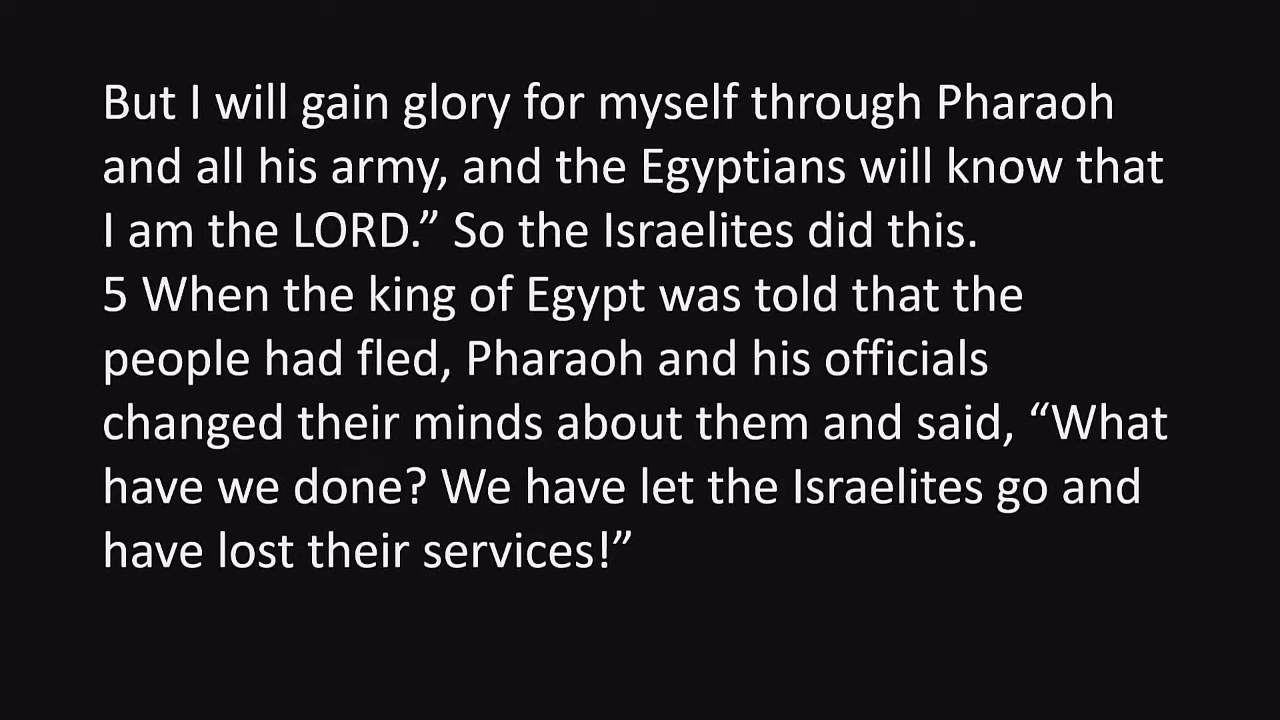 But I will gain glory for myself through Pharaoh
and all his army, and the Egyptians will know that
I am the LORD.” So the Israelites did this.
5 When the king of Egypt was told that the
people had fled, Pharaoh and his officials
changed their minds about them and said, “What
have we done? We have let the Israelites go and
have lost their services!”